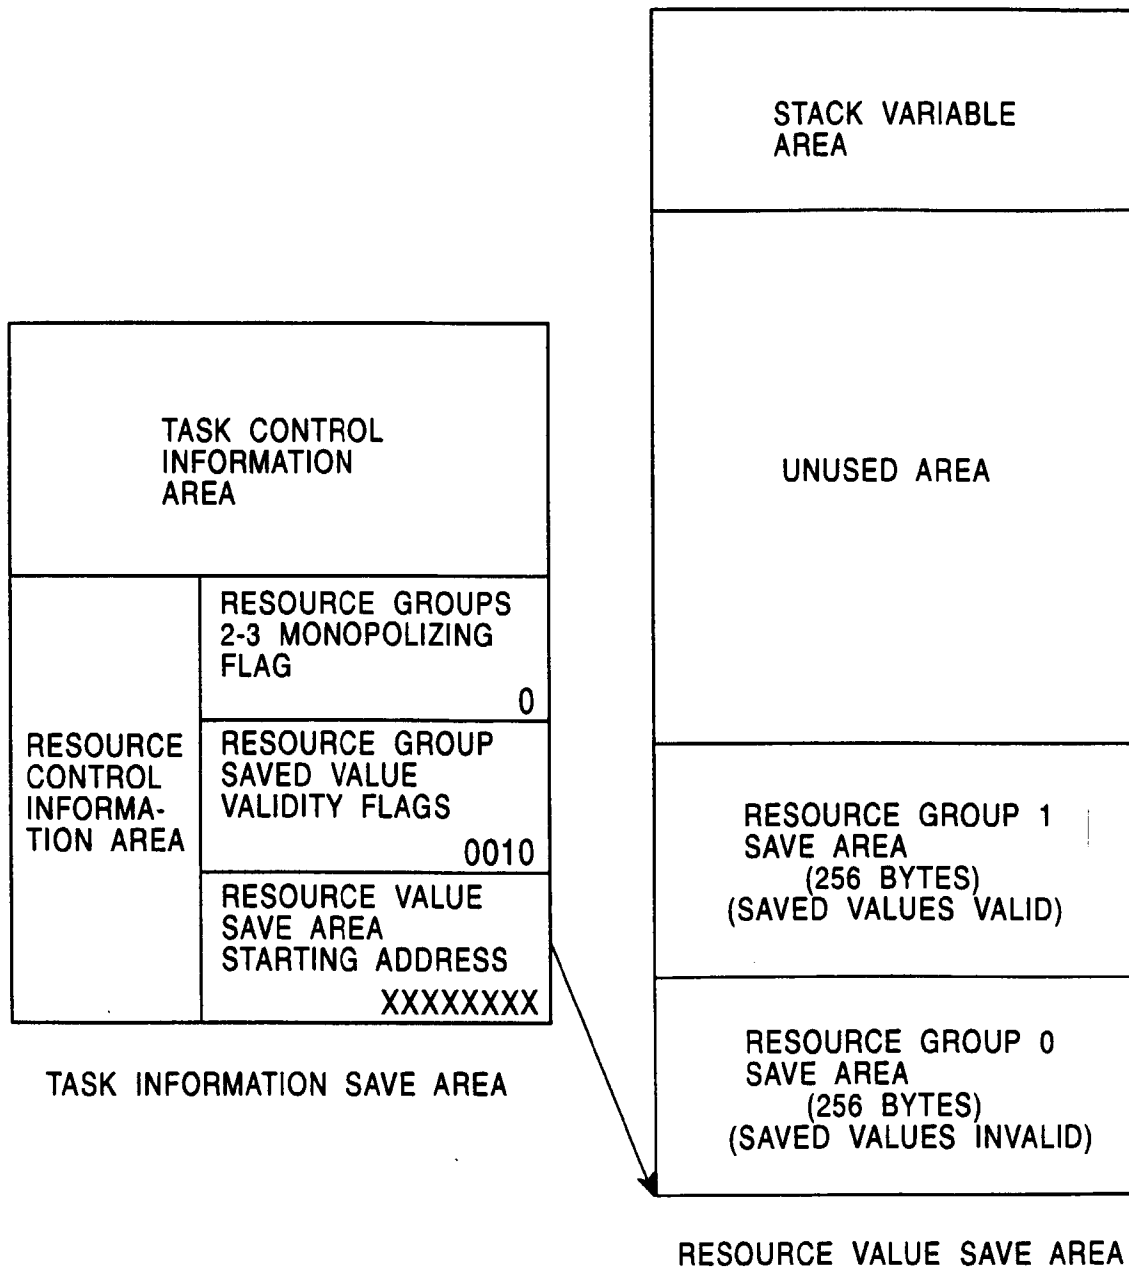 STACK VARIABLE
AREA
UNUSED AREA
RESOURCE GROUP 1
SAVE AREA
(256 BYTES)
(SAVED VALUES VALID)
RESOURCE GROUP 0
SAVE AREA
(256 BYTES)
(SAVED VALUES INVALID)
RESOURCE VALUE SAVE AREA
TASK CONTROL
INFORMATION
AREA
RESOURCE
CONTROL
INFORMA-
TION AREA
RESOURCE GROUPS
2-3 MONOPOLIZING
FLAG
0
RESOURCE GROUP
SAVED VALUE
VALIDITY FLAGS
0010
RESOURCE VALUE
SAVE AREA
STARTING ADDRESS
XXXXXXXX
TASK INFORMATION SAVE AREA